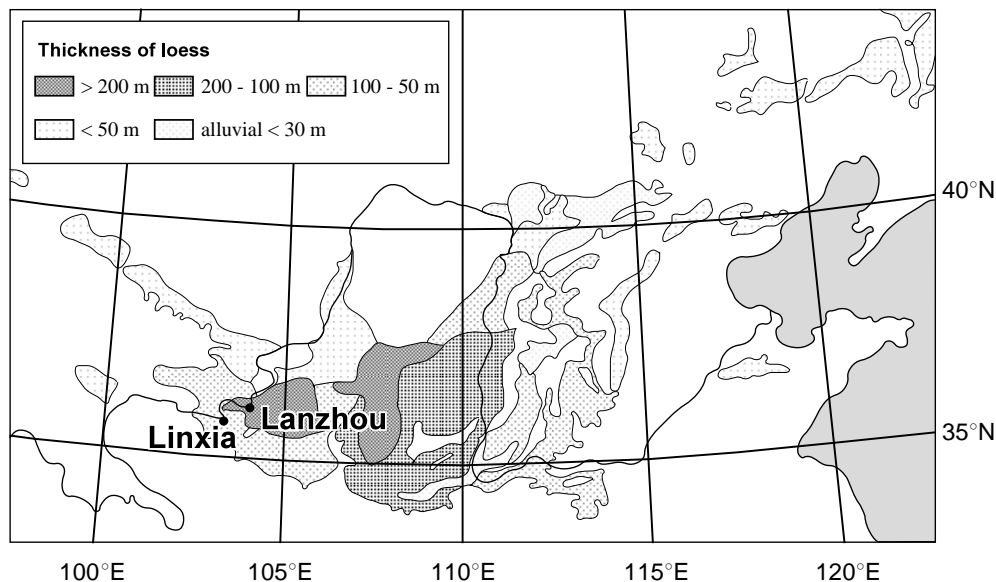 Thickness of loess
> 200 m 200 - 100 m 100 - 50 m
< 50 m alluvial < 30 m
40°N
Lanzhou
Linxia
35°N
100°E 105°E 110°E 115°E 120°E